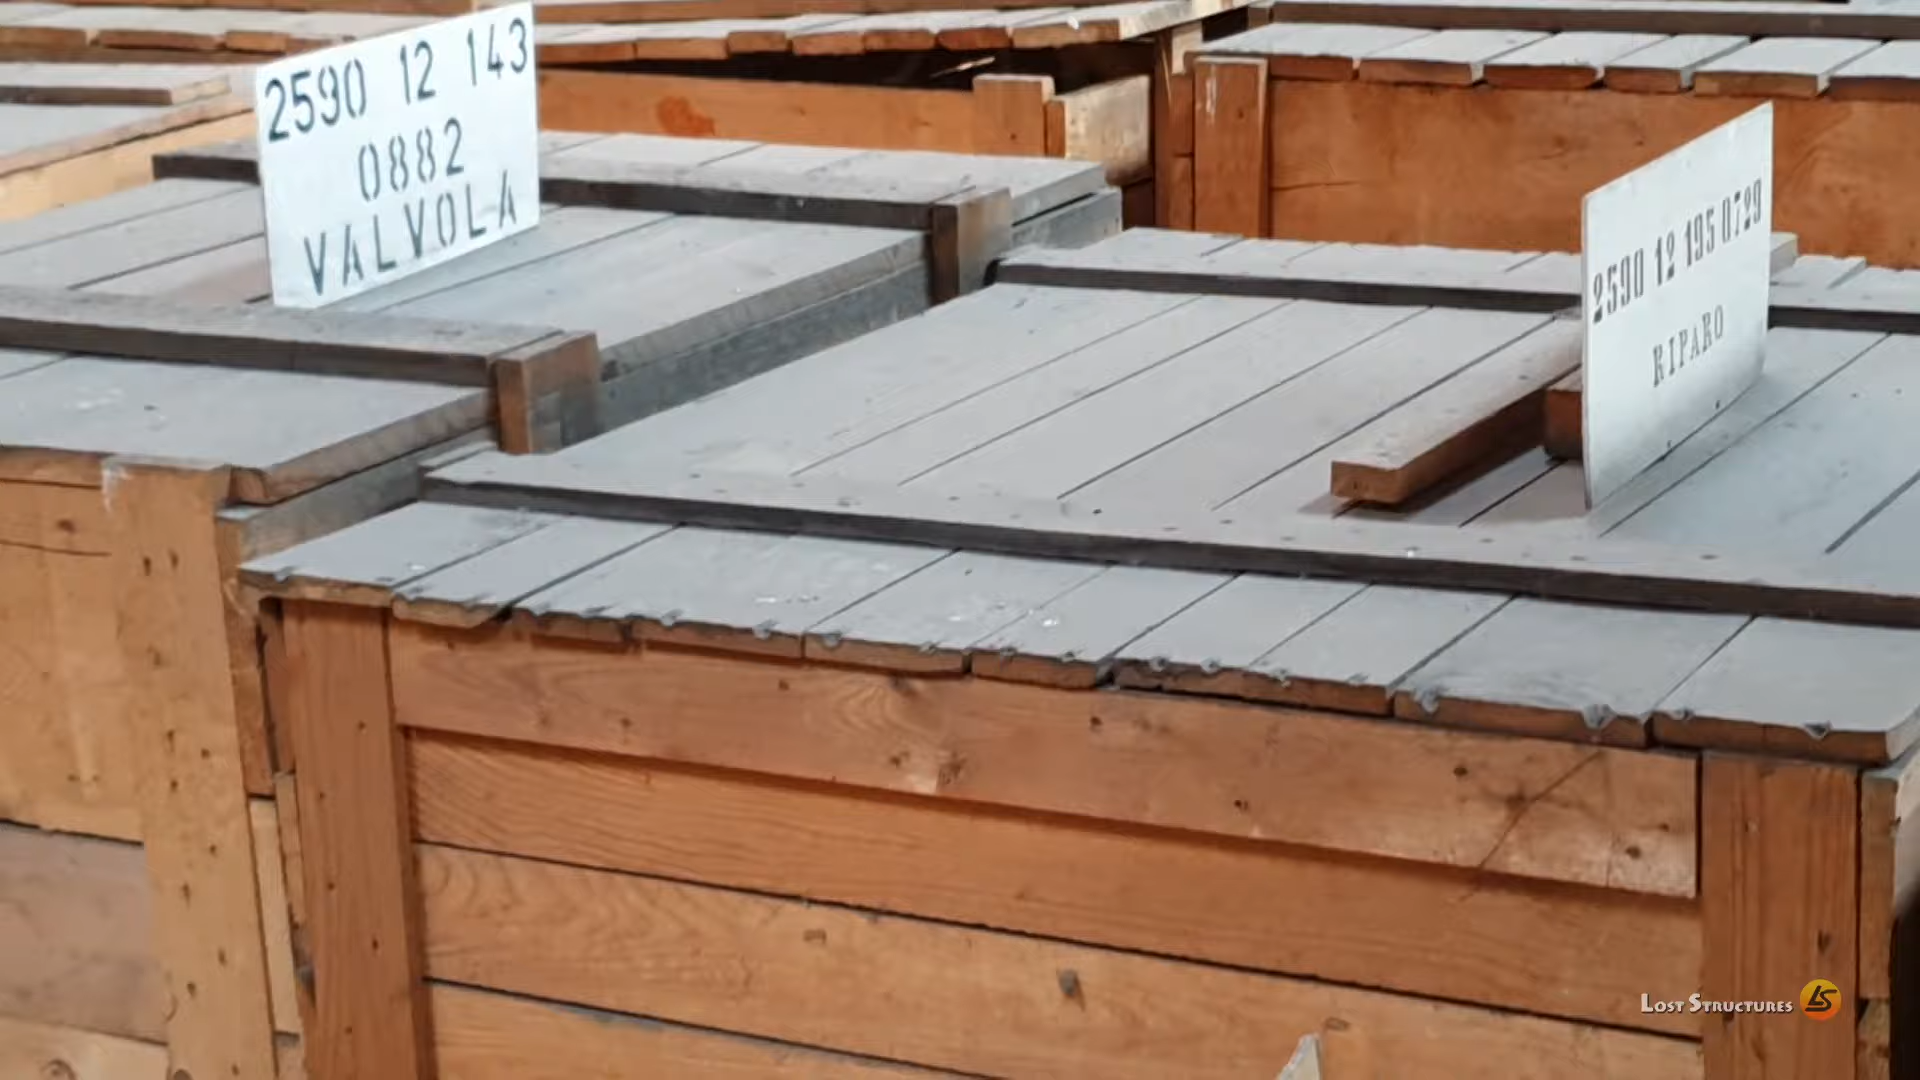 2590 12 143
0882
VALVOLA
2590 12 195 0729
RIPARO
LOST STRUCTURES LS